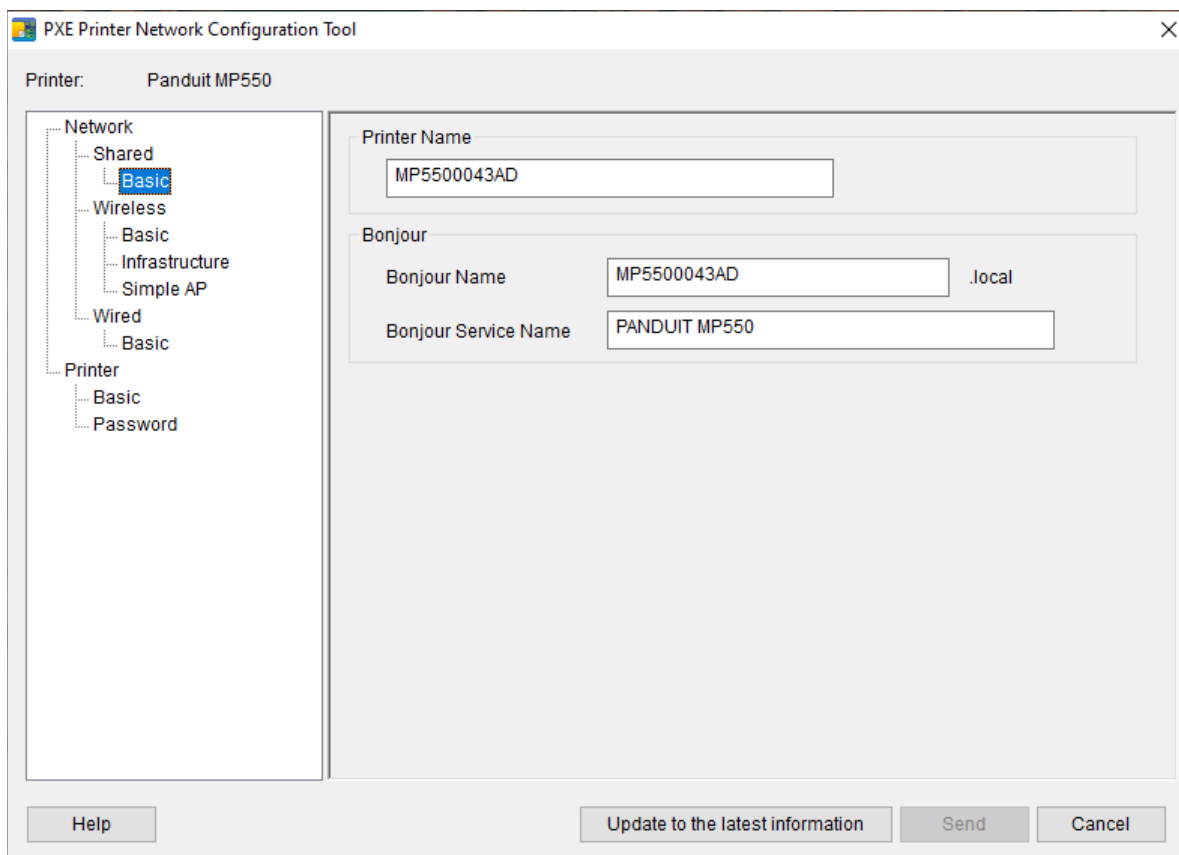 PXE Printer Network Configuration Tool
Printer: Panduit MP550
Network
Shared
Basic
Wireless
Basic
Infrastructure
Simple AP
Wired
Basic
Printer
Basic
Password
Printer Name
MP5500043AD
Bonjour
Bonjour Name MP5500043AD .local
Bonjour Service Name PANDUIT MP550
Help Update to the latest information Send Cancel